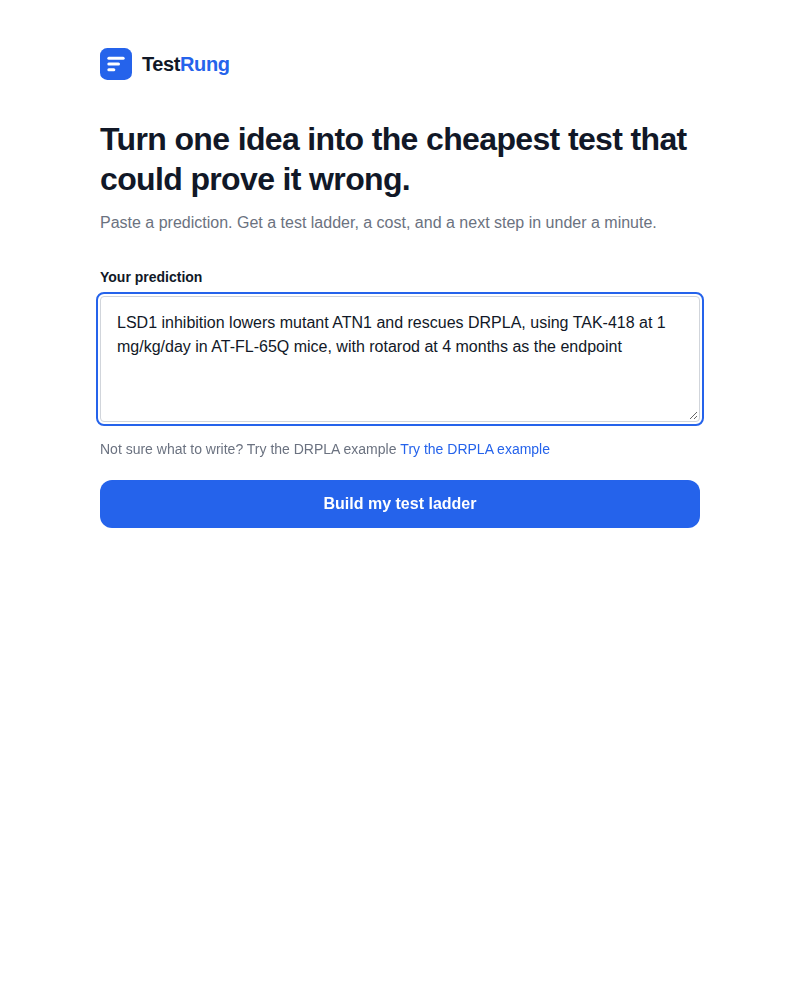 TestRung
Turn one idea into the cheapest test that
could prove it wrong.
Paste a prediction. Get a test ladder, a cost, and a next step in under a minute.
Your prediction
LSD1 inhibition lowers mutant ATN1 and rescues DRPLA, using TAK-418 at 1
mg/kg/day in AT-FL-65Q mice, with rotarod at 4 months as the endpoint
Not sure what to write? Try the DRPLA example Try the DRPLA example
Build my test ladder